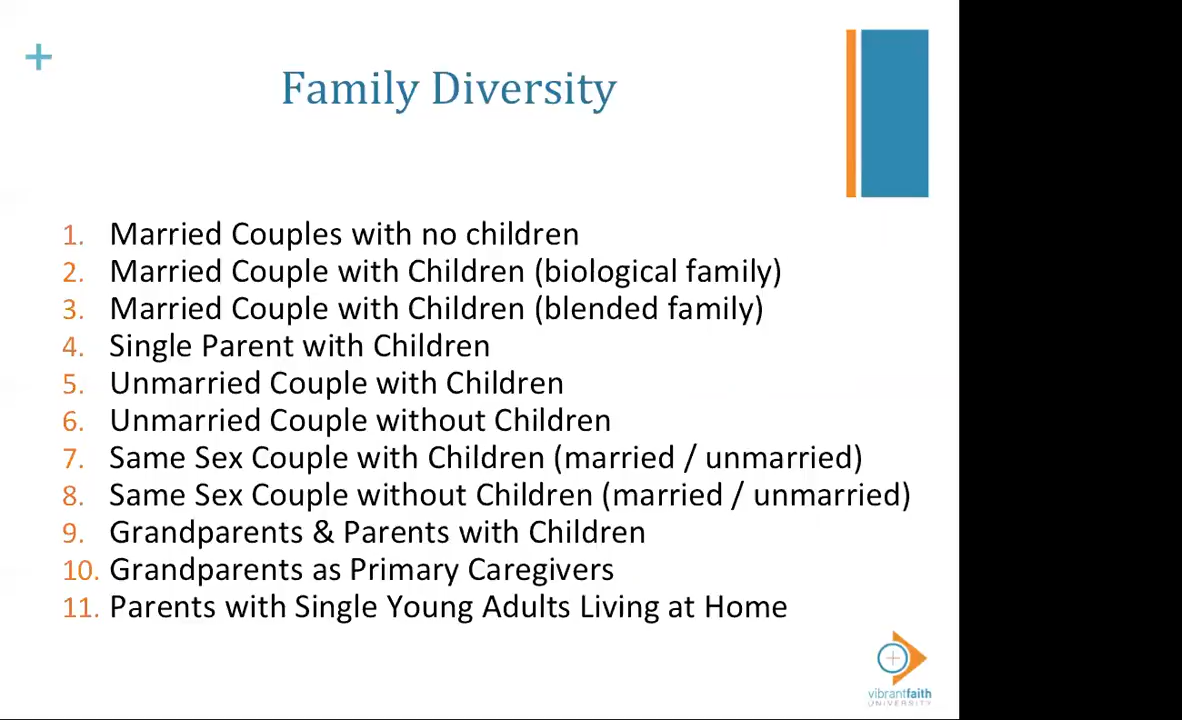 +
Family Diversity
1. Married Couples with no children
2. Married Couple with Children (biological family)
3. Married Couple with Children (blended family)
4. Single Parent with Children
5. Unmarried Couple with Children
6. Unmarried Couple without Children
7. Same Sex Couple with Children (married / unmarried)
8. Same Sex Couple without Children (married / unmarried)
9. Grandparents & Parents with Children
10. Grandparents as Primary Caregivers
11. Parents with Single Young Adults Living at Home
vibrantfaith
UNIVERSITY